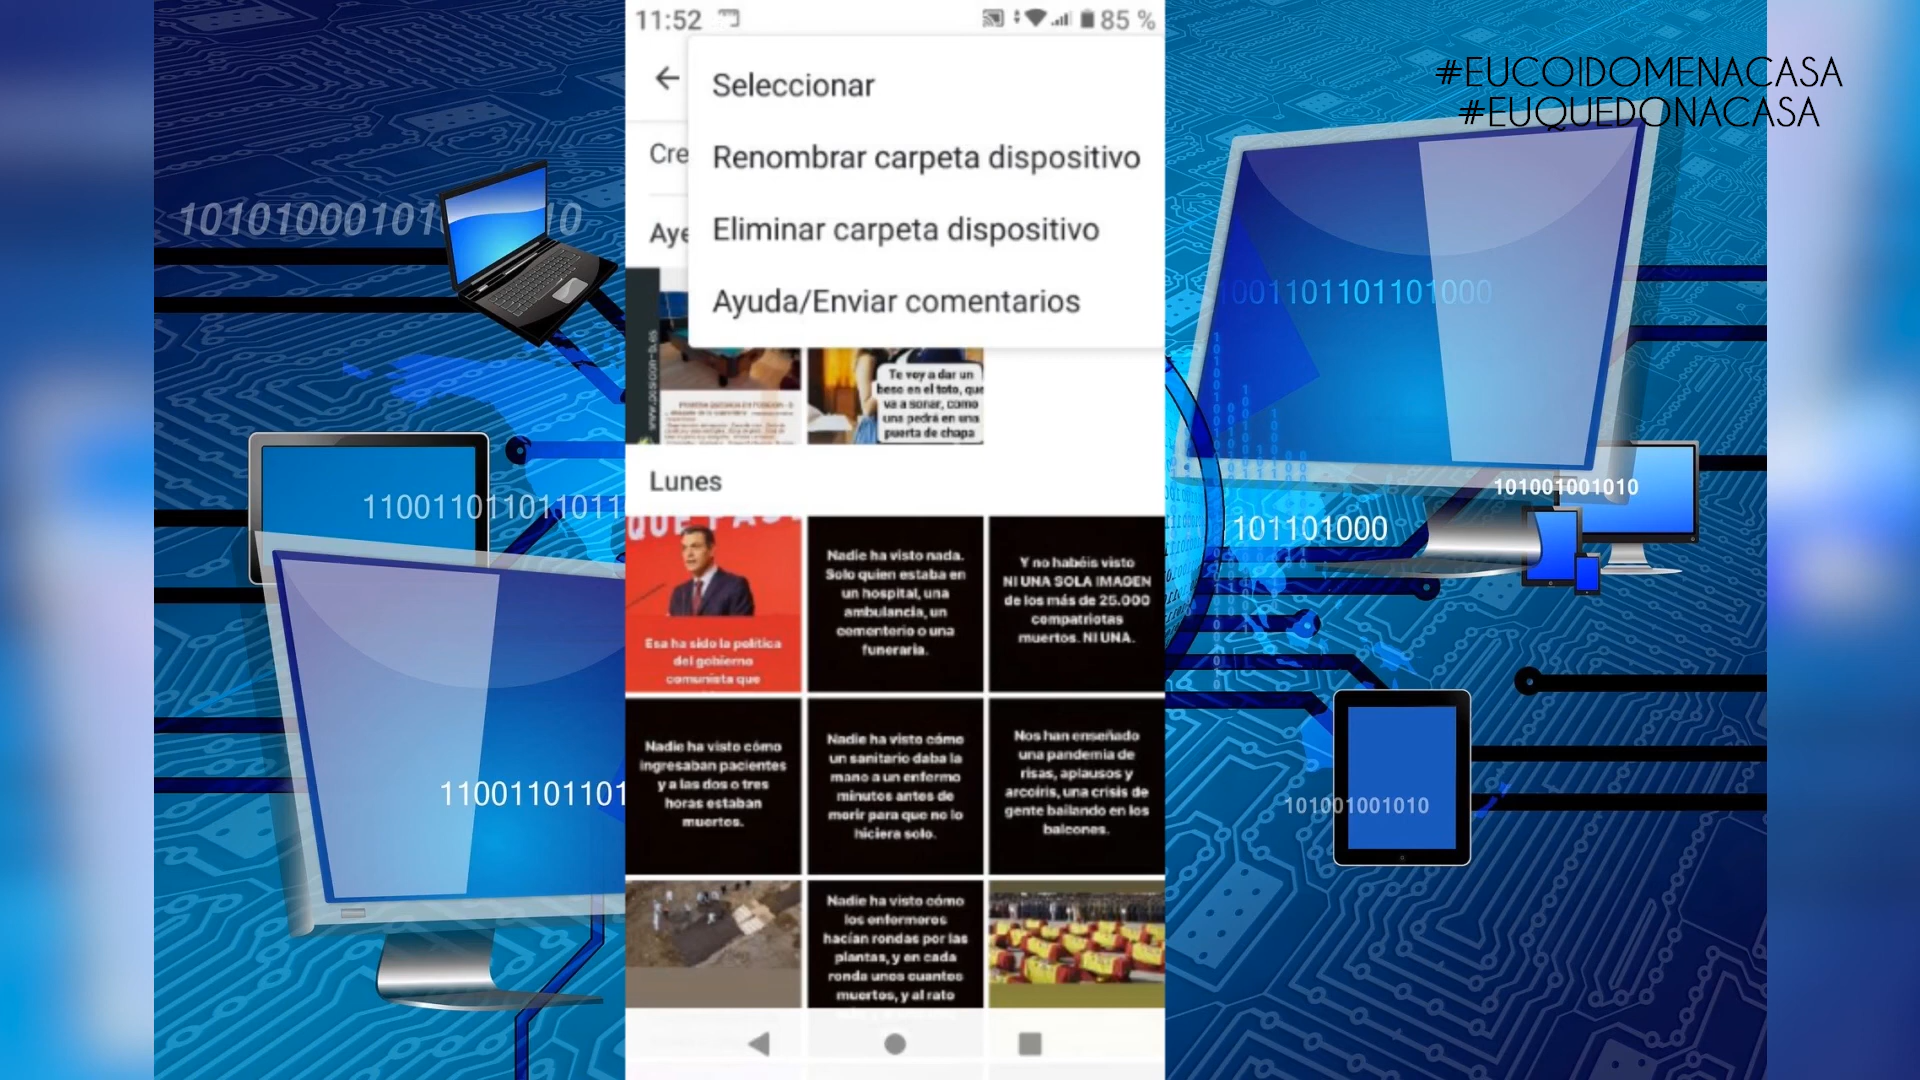 11:52
85 %
#EUCOIDOMENACASA
#EUQUEDONACASA
Seleccionar
Cre
Renombrar carpeta dispositivo
Aye
Eliminar carpeta dispositivo
Ayuda/Enviar comentarios
Te voy a dar un
beso en el toto, que
va a sonar, como
una pedrá en una
puerta de chapa
Lunes
Esa ha sido la política
del gobierno
comunista que
Nadie ha visto nada.
Solo quien estaba en
un hospital, una
ambulancia, un
cementerio o una
funeraria.
Y no habéis visto
NI UNA SOLA IMAGEN
de los más de 25.000
compatriotas
muertos. NI UNA.
Nadie ha visto cómo
ingresaban pacientes
y a las dos o tres
horas estaban
muertos.
Nadie ha visto cómo
un sanitario daba la
mano a un enfermo
minutos antes de
morir para que no lo
hiciera solo.
Nos han enseñado
una pandemia de
risas, aplausos y
arcoíris, una crisis de
gente bailando en los
balcones.
Nadie ha visto cómo
los enfermeros
hacían rondas por las
plantas, y en cada
ronda unos cuantos
muertos, y al rato
10101000101
10
11001101101101
11001101101
1001101101101000
101001001010
101101000
101001001010